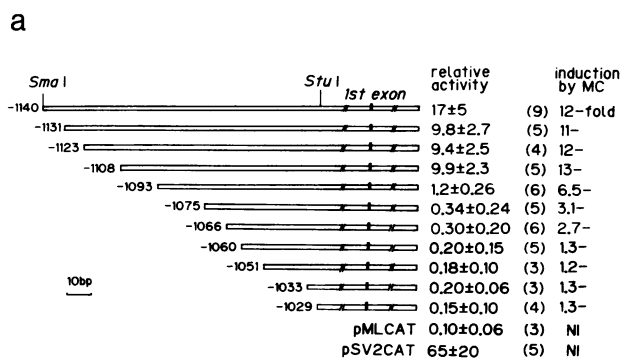 a
Sma I
Stu I
1st exon
relative activity
induction by MC
-1140 17±5 (9) 12-fold
-1131 9.8±2.7 (5) 11-
-1123 9.4±2.5 (4) 12-
-1108 9.9±2.3 (5) 13-
-1093 1.2±0.26 (6) 6.5-
-1075 0.34±0.24 (5) 3.1-
-1066 0.30±0.20 (6) 2.7-
-1060 0.20±0.15 (5) 1.3-
-1051 0.18±0.10 (3) 1.2-
-1033 0.20±0.06 (3) 1.3-
-1029 0.15±0.10 (4) 1.3-
10bp
pMLCAT 0.10±0.06 (3) NI
pSV2CAT 65±20 (5) NI